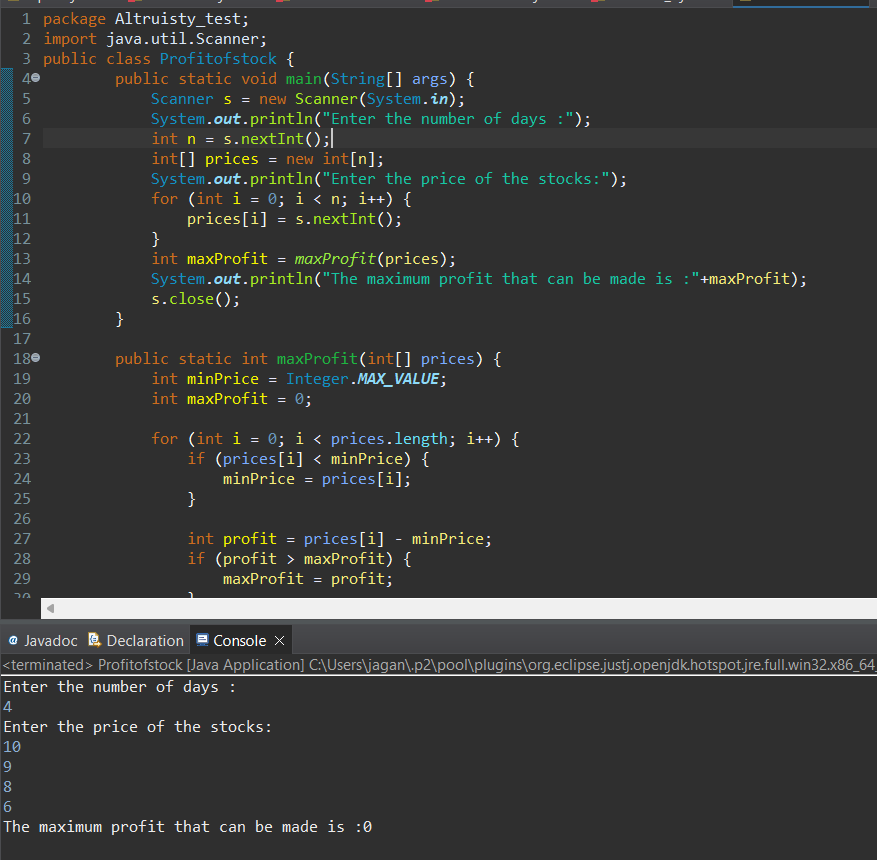 1 package Altruisty_test;
2 import java.util.Scanner;
3 public class Profitofstock {
4 public static void main(String[] args) {
5 Scanner s = new Scanner(System.in);
6 System.out.println("Enter the number of days :");
7 int n = s.nextInt();
8 int[] prices = new int[n];
9 System.out.println("Enter the price of the stocks:");
10 for (int i = 0; i < n; i++) {
11 prices[i] = s.nextInt();
12 }
13 int maxProfit = maxProfit(prices);
14 System.out.println("The maximum profit that can be made is :"+maxProfit);
15 s.close();
16 }
17
18 public static int maxProfit(int[] prices) {
19 int minPrice = Integer.MAX_VALUE;
20 int maxProfit = 0;
21
22 for (int i = 0; i < prices.length; i++) {
23 if (prices[i] < minPrice) {
24 minPrice = prices[i];
25 }
26
27 int profit = prices[i] - minPrice;
28 if (profit > maxProfit) {
29 maxProfit = profit;
30 }
@ Javadoc Declaration Console
<terminated> Profitofstock [Java Application] C:\Users\jagan\.p2\pool\plugins\org.eclipse.justj.openjdk.hotspot.jre.full.win32.x86_64_
Enter the number of days :
4
Enter the price of the stocks:
10
9
8
6
The maximum profit that can be made is :0